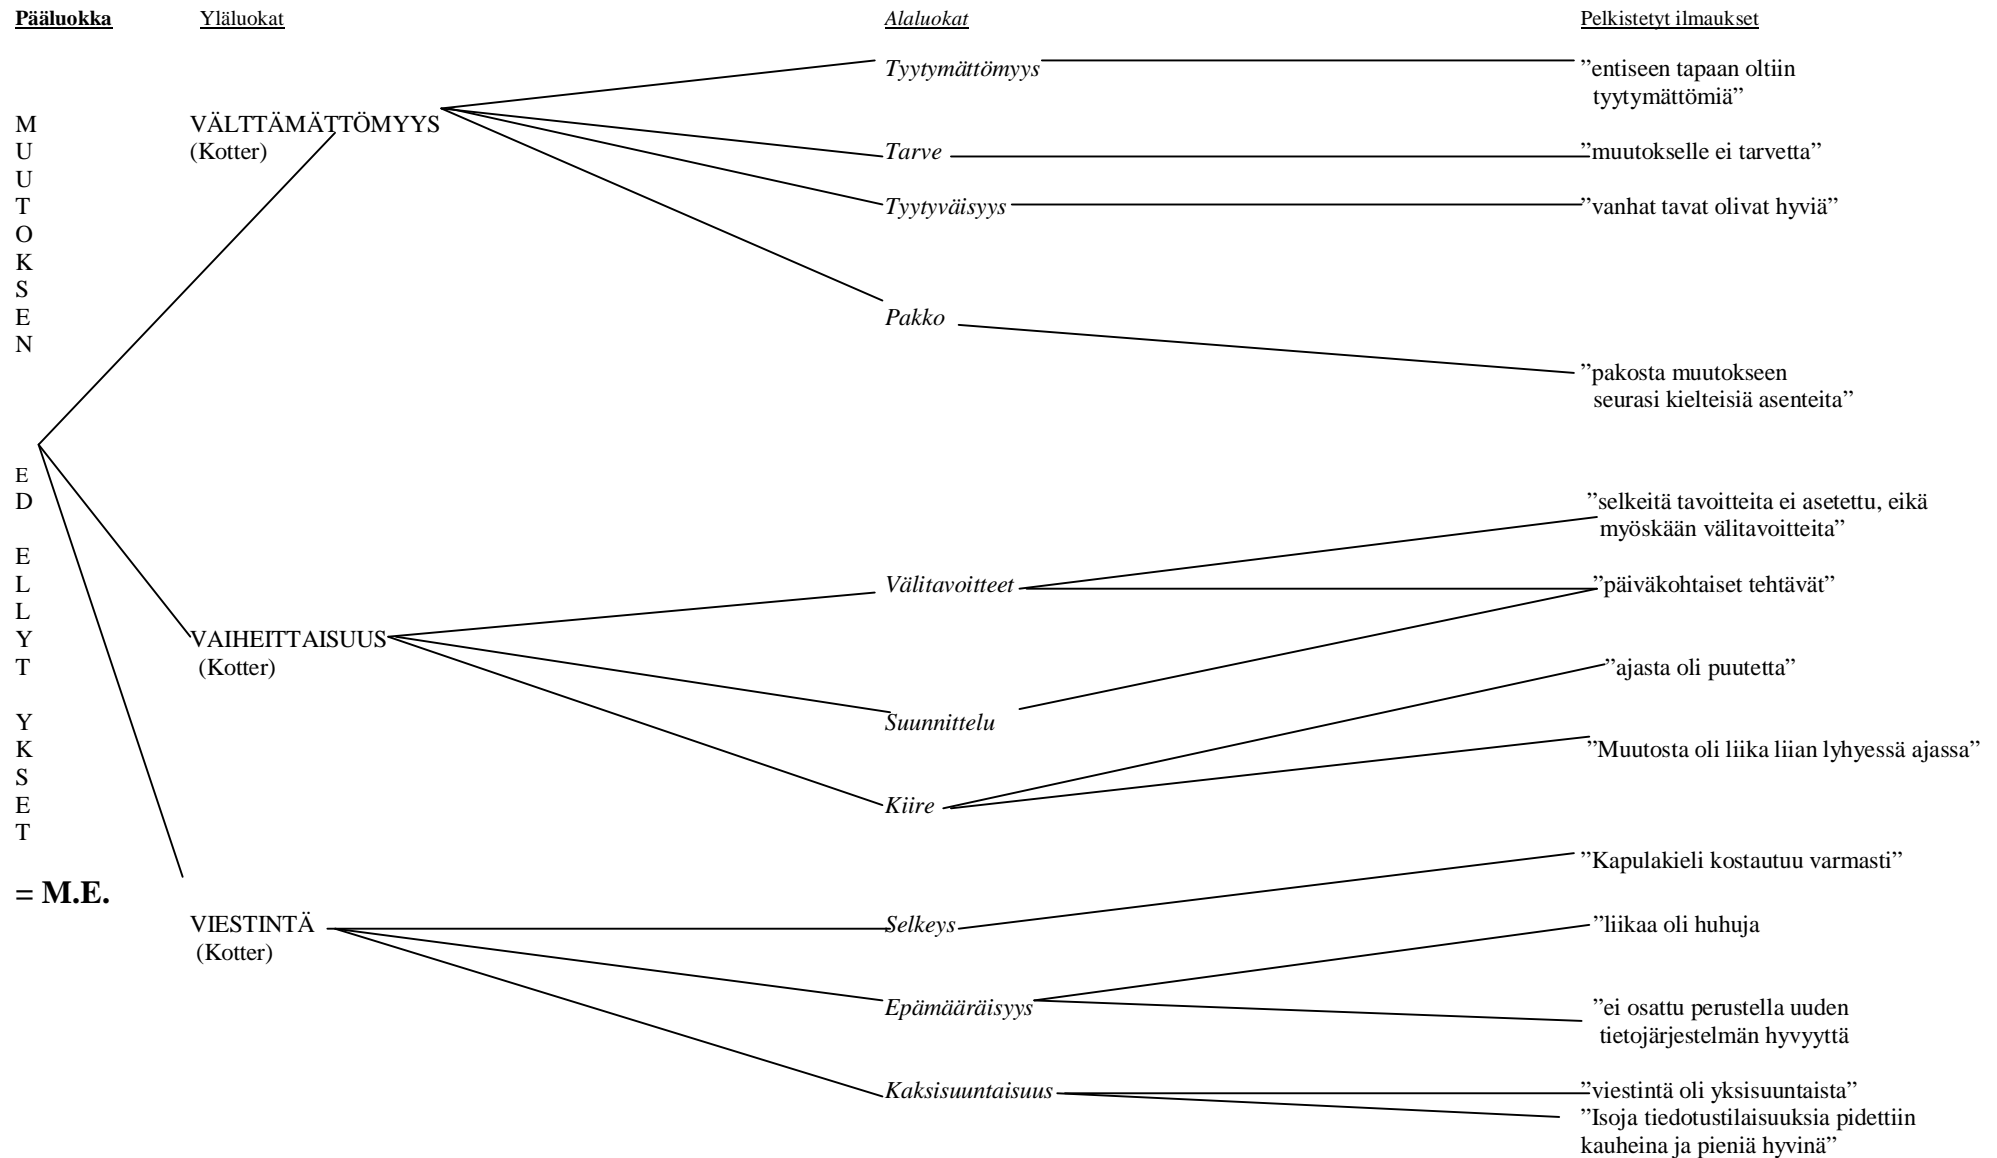 Pääluokka Yläluokat Alaluokat Pelkistetyt ilmaukset
MUUTOKSEN
ED ELLYT YKSET
= M.E.
VÄLTTÄMÄTTÖMYYS
(Kotter)
Tyytymättömyys
”entiseen tapaan oltiin
tyytymättömiä”
Tarve
”muutokselle ei tarvetta”
Tyytyväisyys
”vanhat tavat olivat hyviä”
Pakko
”pakosta muutokseen
seurasi kielteisiä asenteita”
VAIHEITTAISUUS
(Kotter)
Välitavoitteet
”selkeitä tavoitteita ei asetettu, eikä
myöskään välitavoitteita”
”päiväkohtaiset tehtävät”
Suunnittelu
Kiire
”ajasta oli puutetta”
”Muutosta oli liika liian lyhyessä ajassa”
VIESTINTÄ
(Kotter)
Selkeys
”Kapulakieli kostautuu varmasti”
Epämääräisyys
”liikaa oli huhuja
”ei osattu perustella uuden
tietojärjestelmän hyvyyttä
Kaksisuuntaisuus
”viestintä oli yksisuuntaista”
”Isoja tiedotustilaisuuksia pidettiin
kauheina ja pieniä hyvinä”